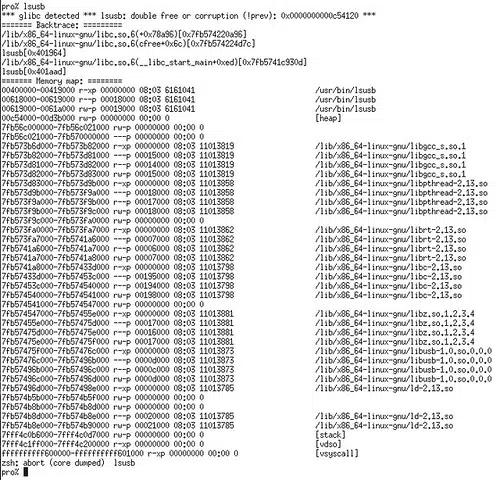 pro% lsusb
*** glibc detected *** lsusb: double free or corruption (!prev): 0x0000000000c54120 ***
======= Backtrace: =========
/lib/x86_64-linux-gnu/libc.so.6(+0x78a96)[0x7fb574220a96]
/lib/x86_64-linux-gnu/libc.so.6(cfree+0x6c)[0x7fb574224d7c]
lsusb[0x401964]
/lib/x86_64-linux-gnu/libc.so.6(__libc_start_main+0xed)[0x7fb5741c930d]
lsusb[0x401aad]
======= Memory map: ========
00400000-00419000 r-xp 00000000 08:03 6161041 /usr/bin/lsusb
00618000-00619000 r--p 00018000 08:03 6161041 /usr/bin/lsusb
00619000-0061a000 rw-p 00019000 08:03 6161041 /usr/bin/lsusb
00c54000-00d3b000 rw-p 00000000 00:00 0 [heap]
7fb56c000000-7fb56c021000 rw-p 00000000 00:00 0
7fb56c021000-7fb570000000 ---p 00000000 00:00 0
7fb573b6d000-7fb573b82000 r-xp 00000000 08:03 11013819 /lib/x86_64-linux-gnu/libgcc_s.so.1
7fb573b82000-7fb573d81000 ---p 00015000 08:03 11013819 /lib/x86_64-linux-gnu/libgcc_s.so.1
7fb573d81000-7fb573d82000 r--p 00014000 08:03 11013819 /lib/x86_64-linux-gnu/libgcc_s.so.1
7fb573d82000-7fb573d83000 rw-p 00015000 08:03 11013819 /lib/x86_64-linux-gnu/libgcc_s.so.1
7fb573d83000-7fb573d9b000 r-xp 00000000 08:03 11013858 /lib/x86_64-linux-gnu/libpthread-2.13.so
7fb573d9b000-7fb573f9a000 ---p 00018000 08:03 11013858 /lib/x86_64-linux-gnu/libpthread-2.13.so
7fb573f9a000-7fb573f9b000 r--p 00017000 08:03 11013858 /lib/x86_64-linux-gnu/libpthread-2.13.so
7fb573f9b000-7fb573f9c000 rw-p 00018000 08:03 11013858 /lib/x86_64-linux-gnu/libpthread-2.13.so
7fb573f9c000-7fb573fa0000 rw-p 00000000 00:00 0
7fb573fa0000-7fb573fa7000 r-xp 00000000 08:03 11013862 /lib/x86_64-linux-gnu/librt-2.13.so
7fb573fa7000-7fb5741a6000 ---p 00007000 08:03 11013862 /lib/x86_64-linux-gnu/librt-2.13.so
7fb5741a6000-7fb5741a7000 r--p 00006000 08:03 11013862 /lib/x86_64-linux-gnu/librt-2.13.so
7fb5741a7000-7fb5741a8000 rw-p 00007000 08:03 11013862 /lib/x86_64-linux-gnu/librt-2.13.so
7fb5741a8000-7fb57433d000 r-xp 00000000 08:03 11013798 /lib/x86_64-linux-gnu/libc-2.13.so
7fb57433d000-7fb57453c000 ---p 00195000 08:03 11013798 /lib/x86_64-linux-gnu/libc-2.13.so
7fb57453c000-7fb574540000 r--p 00194000 08:03 11013798 /lib/x86_64-linux-gnu/libc-2.13.so
7fb574540000-7fb574541000 rw-p 00198000 08:03 11013798 /lib/x86_64-linux-gnu/libc-2.13.so
7fb574541000-7fb574547000 rw-p 00000000 00:00 0
7fb574547000-7fb57455e000 r-xp 00000000 08:03 11013881 /lib/x86_64-linux-gnu/libz.so.1.2.3.4
7fb57455e000-7fb57475d000 ---p 00017000 08:03 11013881 /lib/x86_64-linux-gnu/libz.so.1.2.3.4
7fb57475d000-7fb57475e000 r--p 00016000 08:03 11013881 /lib/x86_64-linux-gnu/libz.so.1.2.3.4
7fb57475e000-7fb57475f000 rw-p 00017000 08:03 11013881 /lib/x86_64-linux-gnu/libz.so.1.2.3.4
7fb57475f000-7fb57476c000 r-xp 00000000 08:03 11013873 /lib/x86_64-linux-gnu/libusb-1.0.so.0.0.0
7fb57476c000-7fb57496b000 ---p 0000d000 08:03 11013873 /lib/x86_64-linux-gnu/libusb-1.0.so.0.0.0
7fb57496b000-7fb57496c000 r--p 0000c000 08:03 11013873 /lib/x86_64-linux-gnu/libusb-1.0.so.0.0.0
7fb57496c000-7fb57496d000 rw-p 0000d000 08:03 11013873 /lib/x86_64-linux-gnu/libusb-1.0.so.0.0.0
7fb57496d000-7fb57498e000 r-xp 00000000 08:03 11013785 /lib/x86_64-linux-gnu/ld-2.13.so
7fb574b5b000-7fb574b5f000 rw-p 00000000 00:00 0
7fb574b8b000-7fb574b8d000 rw-p 00000000 00:00 0
7fb574b8d000-7fb574b8e000 r--p 00020000 08:03 11013785 /lib/x86_64-linux-gnu/ld-2.13.so
7fb574b8e000-7fb574b90000 rw-p 00021000 08:03 11013785 /lib/x86_64-linux-gnu/ld-2.13.so
7fff4c0b6000-7fff4c0d7000 rw-p 00000000 00:00 0 [stack]
7fff4c1ff000-7fff4c200000 r-xp 00000000 00:00 0 [vdso]
ffffffffff600000-ffffffffff601000 r-xp 00000000 00:00 0 [vsyscall]
zsh: abort (core dumped) lsusb
pro%